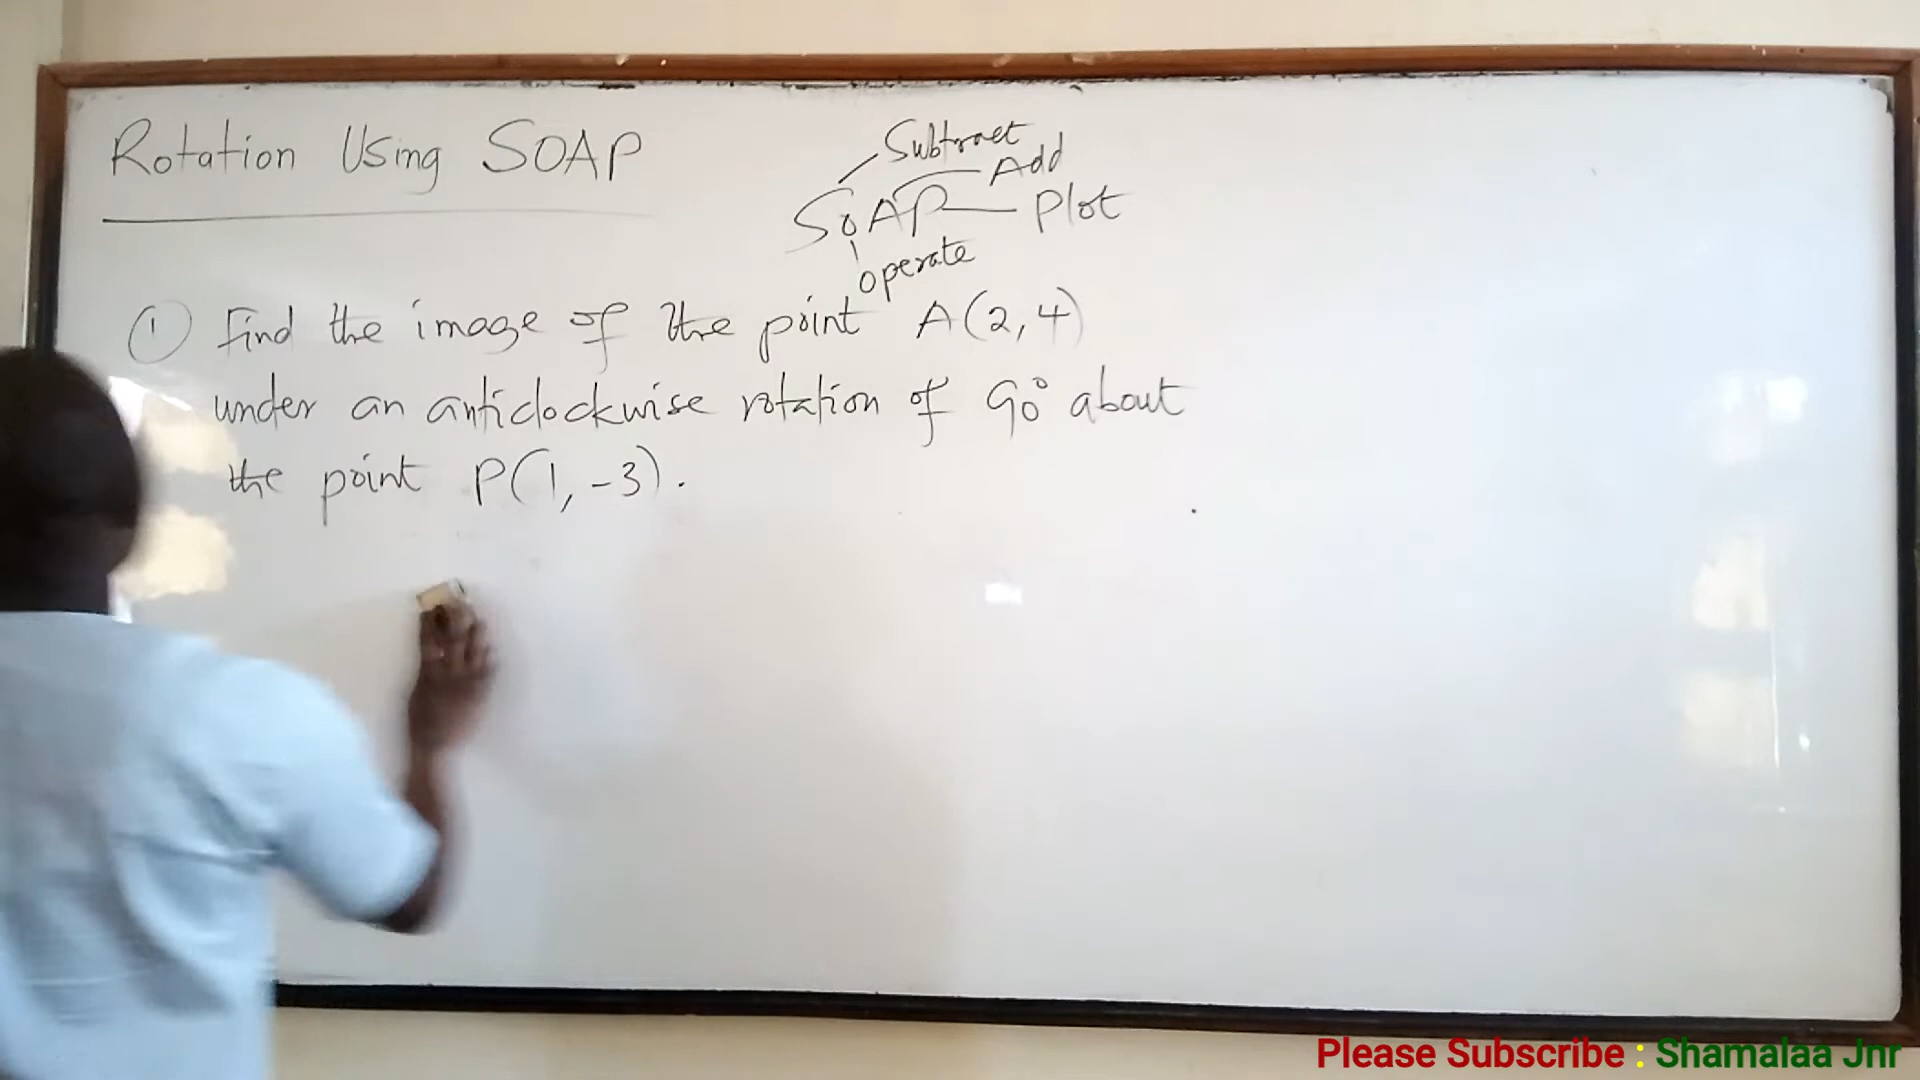 Rotation Using SOAP
Subtract
Add
SOAP
Plot
operate
① Find the image of the point A(2,4)
under an anticlockwise rotation of 90° about
the point P(1,-3).
Please Subscribe : Shamalaa Jnr